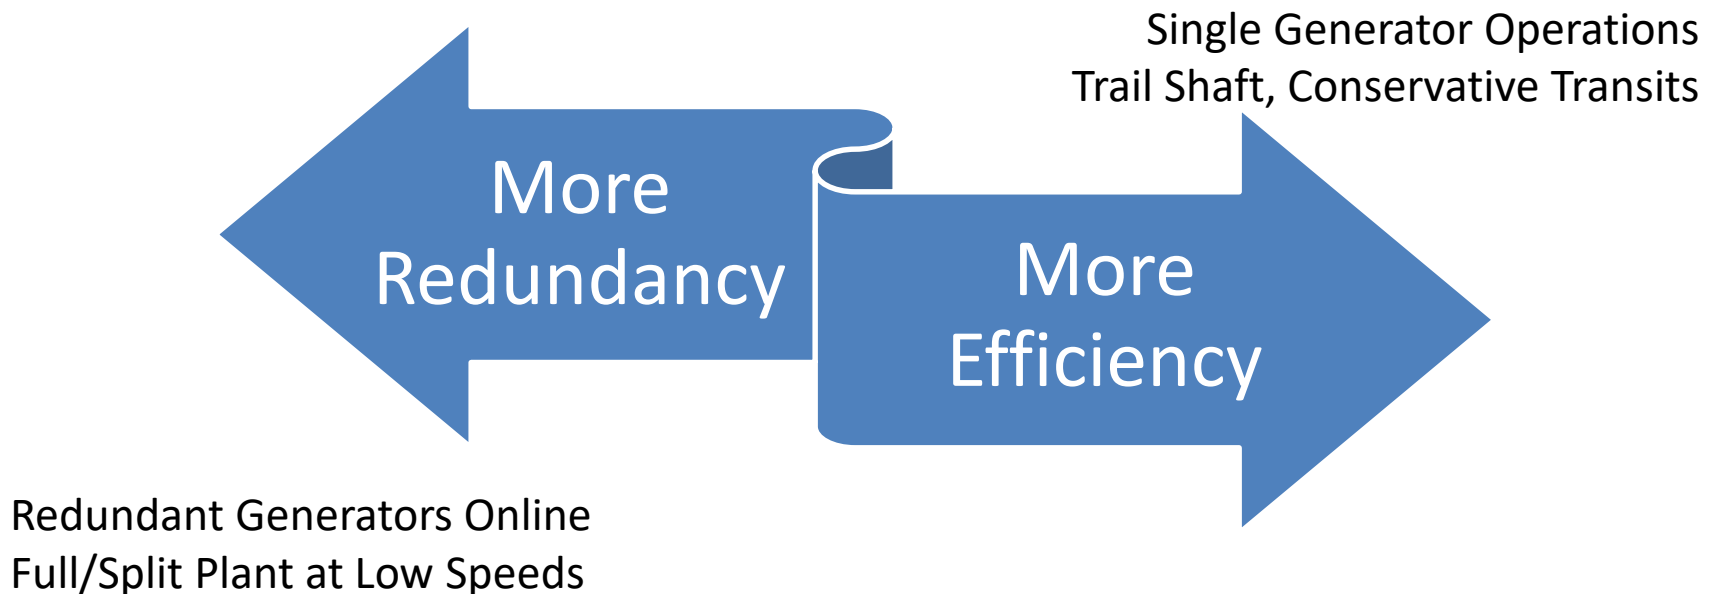 Single Generator Operations
Trail Shaft, Conservative Transits
More
Redundancy
More
Efficiency
Redundant Generators Online
Full/Split Plant at Low Speeds